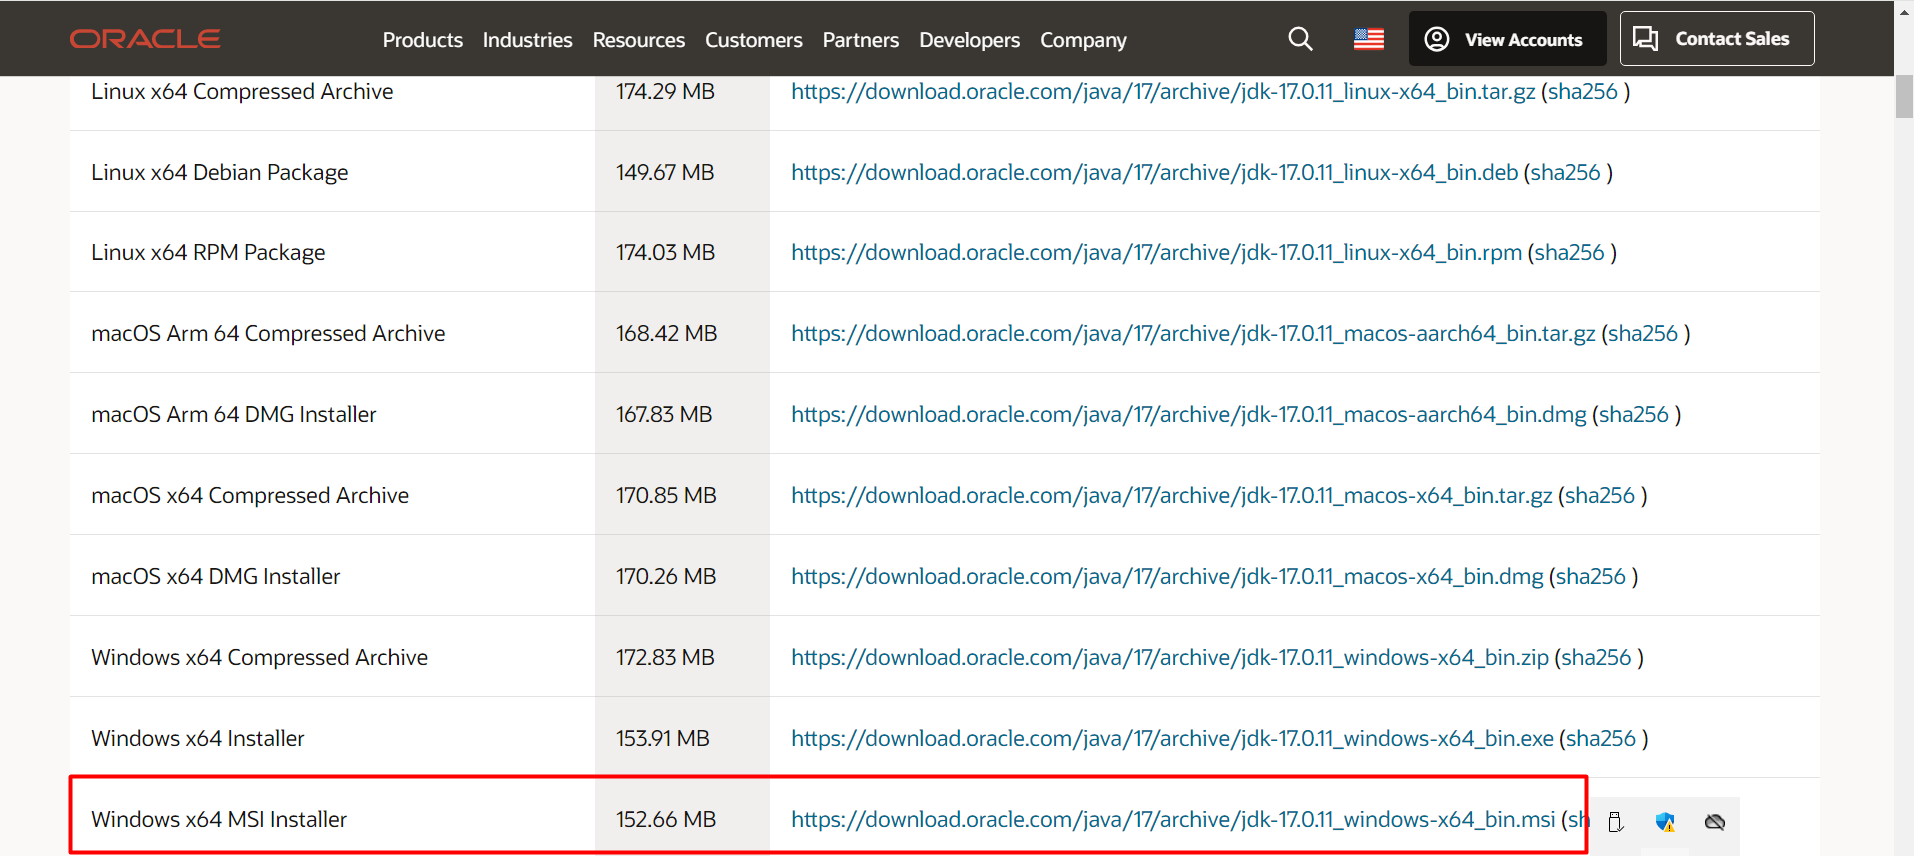 ORACLE Products Industries Resources Customers Partners Developers Company View Accounts Contact Sales
Linux x64 Compressed Archive 174.29 MB https://download.oracle.com/java/17/archive/jdk-17.0.11_linux-x64_bin.tar.gz (sha256 )
Linux x64 Debian Package 149.67 MB https://download.oracle.com/java/17/archive/jdk-17.0.11_linux-x64_bin.deb (sha256 )
Linux x64 RPM Package 174.03 MB https://download.oracle.com/java/17/archive/jdk-17.0.11_linux-x64_bin.rpm (sha256 )
macOS Arm 64 Compressed Archive 168.42 MB https://download.oracle.com/java/17/archive/jdk-17.0.11_macos-aarch64_bin.tar.gz (sha256 )
macOS Arm 64 DMG Installer 167.83 MB https://download.oracle.com/java/17/archive/jdk-17.0.11_macos-aarch64_bin.dmg (sha256 )
macOS x64 Compressed Archive 170.85 MB https://download.oracle.com/java/17/archive/jdk-17.0.11_macos-x64_bin.tar.gz (sha256 )
macOS x64 DMG Installer 170.26 MB https://download.oracle.com/java/17/archive/jdk-17.0.11_macos-x64_bin.dmg (sha256 )
Windows x64 Compressed Archive 172.83 MB https://download.oracle.com/java/17/archive/jdk-17.0.11_windows-x64_bin.zip (sha256 )
Windows x64 Installer 153.91 MB https://download.oracle.com/java/17/archive/jdk-17.0.11_windows-x64_bin.exe (sha256 )
Windows x64 MSI Installer 152.66 MB https://download.oracle.com/java/17/archive/jdk-17.0.11_windows-x64_bin.msi (sh